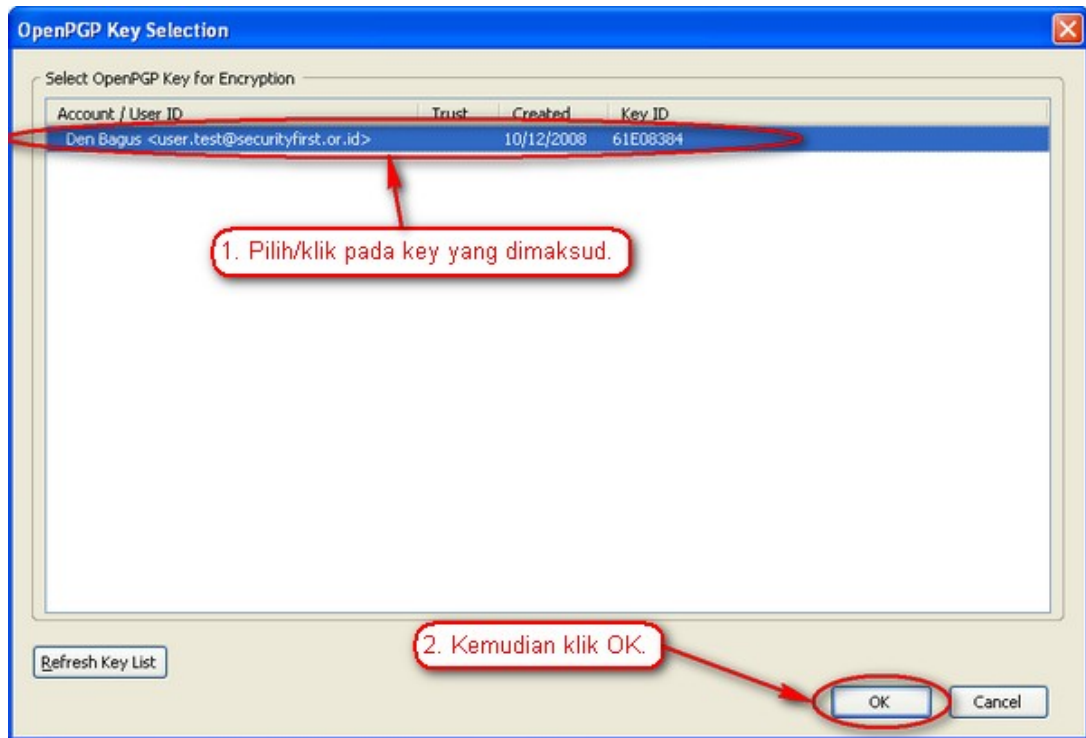 OpenPGP Key Selection
Select OpenPGP Key for Encryption
Account / User ID Trust Created Key ID
Den Bagus <user.test@securityfirst.or.id> 10/12/2008 61E08384
1. Pilih/klik pada key yang dimaksud.
2. Kemudian klik OK.
Refresh Key List
OK Cancel